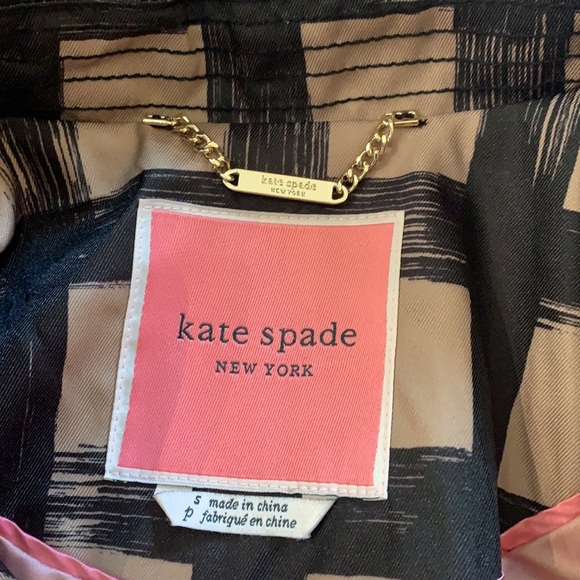 kate spade
NEW YORK
kate spade
NEW YORK
s made in china
p fabriqué en chine